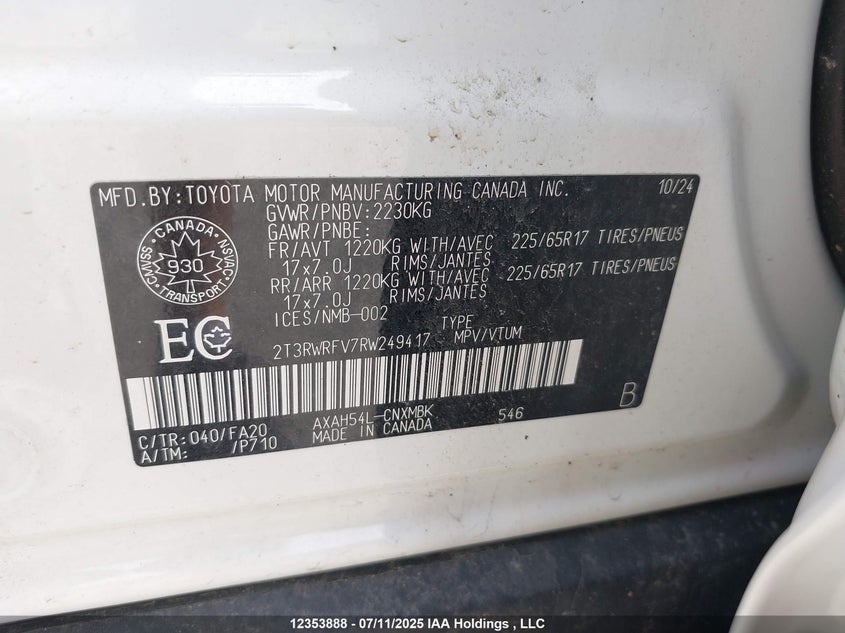 MFD.BY:TOYOTA MOTOR MANUFACTURING CANADA INC. 10/24
GVWR/PNBV:2230KG
GAWR/PNBE:
FR/AVT 1220KG WITH/AVEC 225/65R17 TIRES/PNEUS
17x7.0J RIMS/JANTES
RR/ARR 1220KG WITH/AVEC 225/65R17 TIRES/PNEUS
17x7.0J RIMS/JANTES
ICES/NMB-002
CANADA
930
TRANSPORT
CMVSS
NSVAC
EC
TYPE
2T3RWRFV7RW249417 MPV/VTUM
C/TR:040/FA20 AXAH54L-CNXMBK 546 B
A/TM: /P710 MADE IN CANADA
12353888 - 07/11/2025 IAA Holdings , LLC